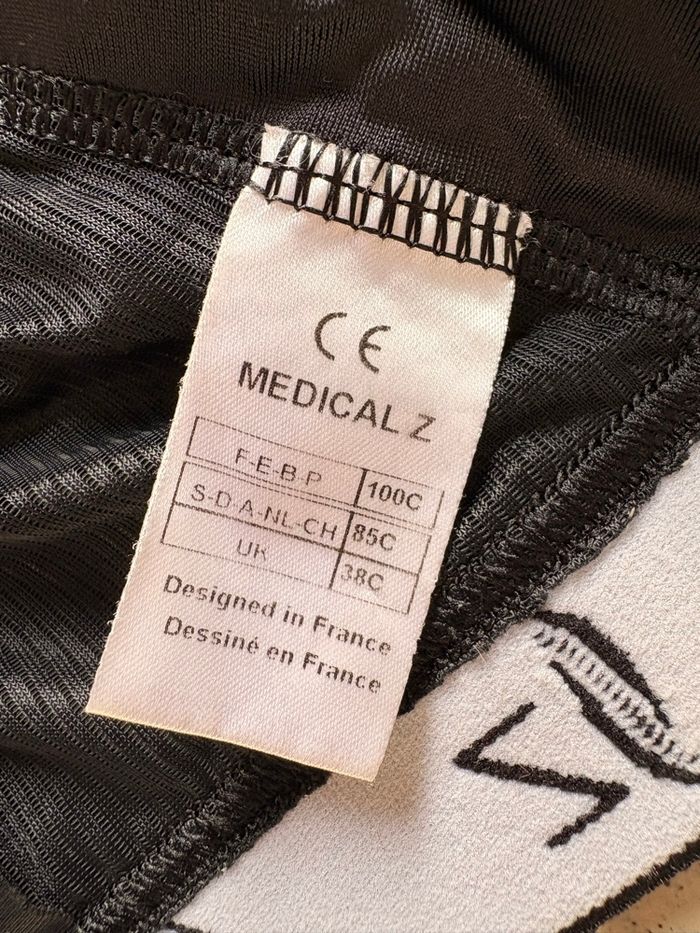 CE
MEDICAL Z
F-E-B-P 100C
S-D-A-NL-CH 85C
UK 38C
Designed in France
Dessiné en France
Z